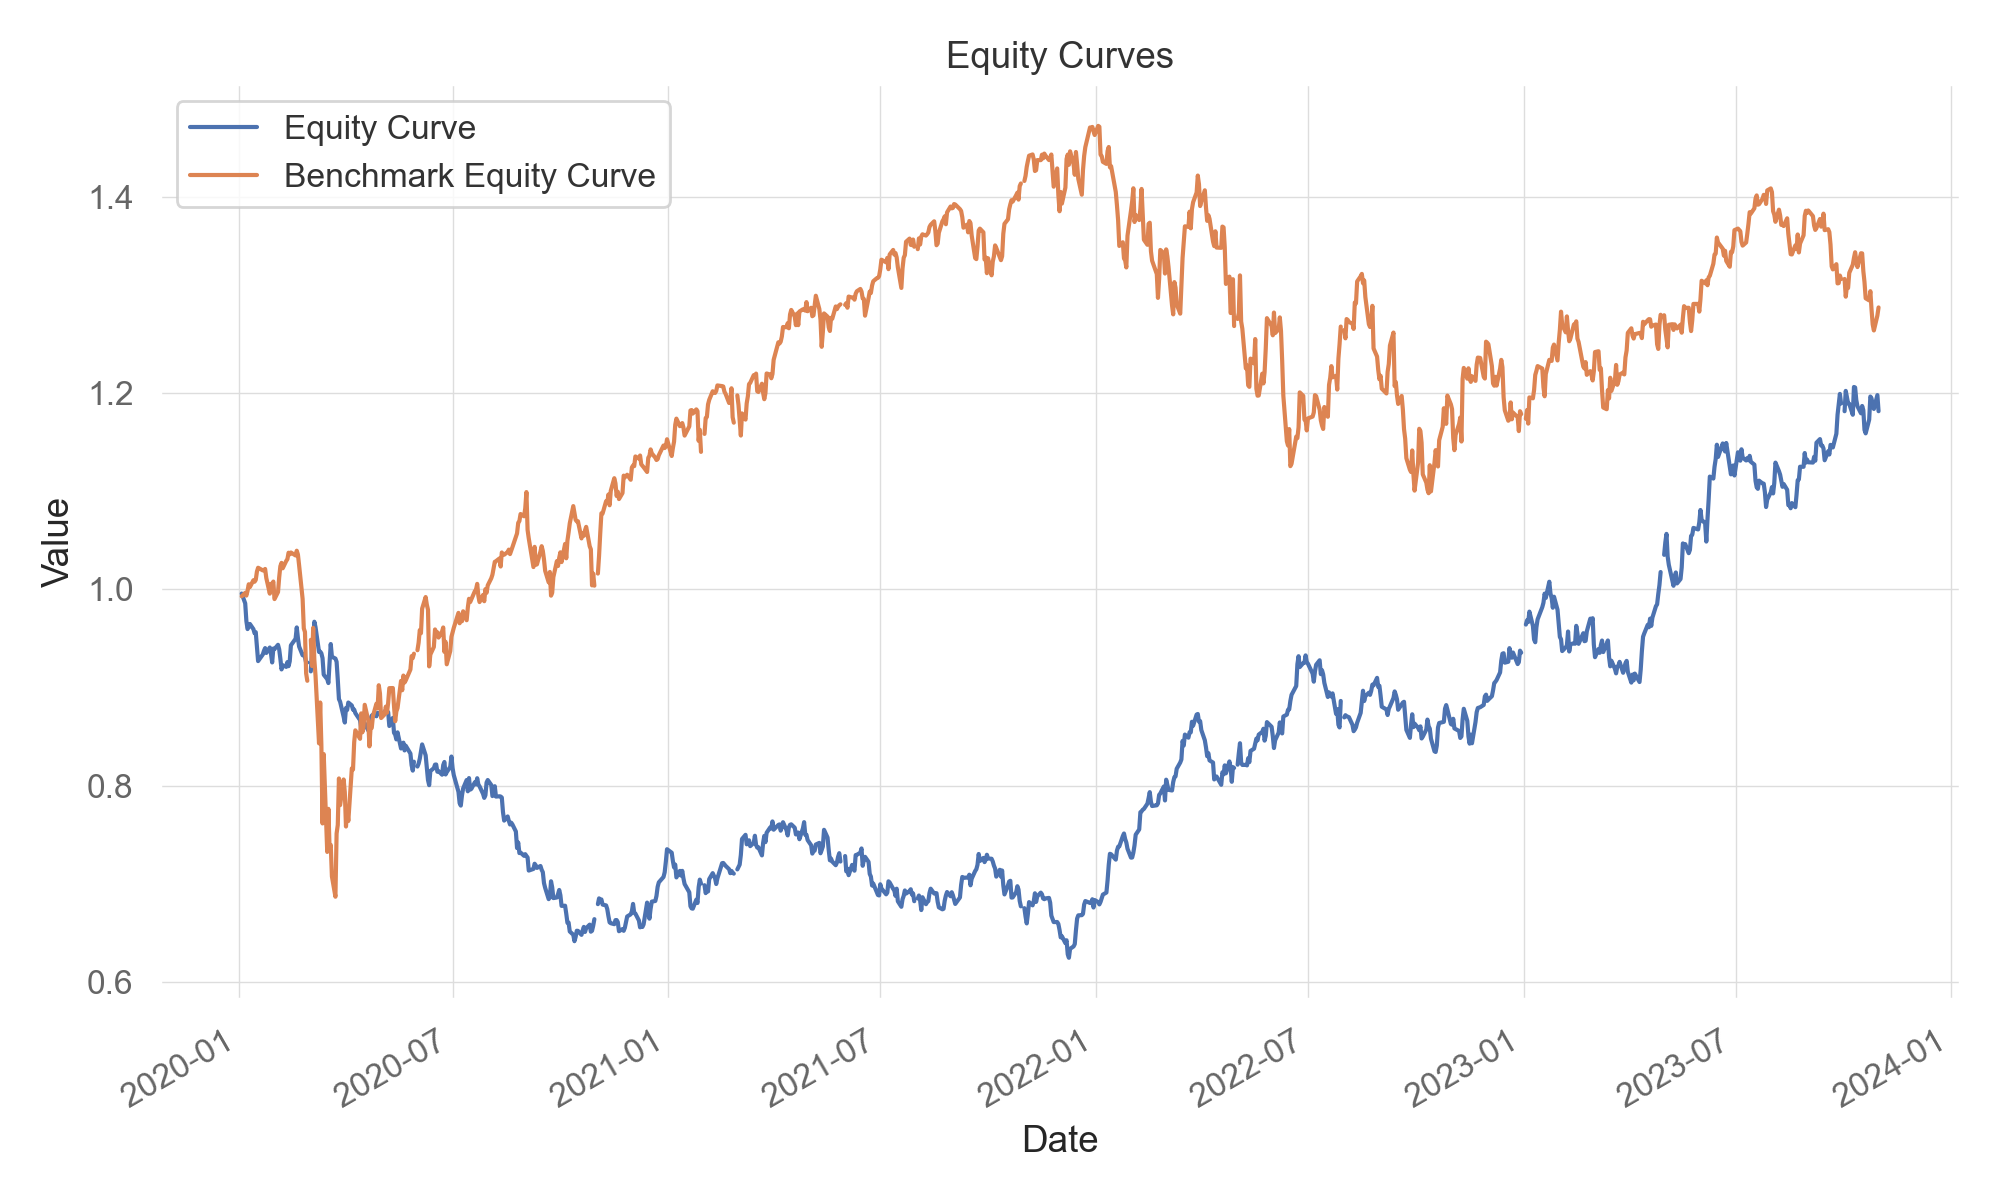 Equity Curves
Equity Curve
Benchmark Equity Curve
1.4
1.2
1.0
0.8
0.6
Value
2020-01
2020-07
2021-01
2021-07
2022-01
2022-07
2023-01
2023-07
2024-01
Date